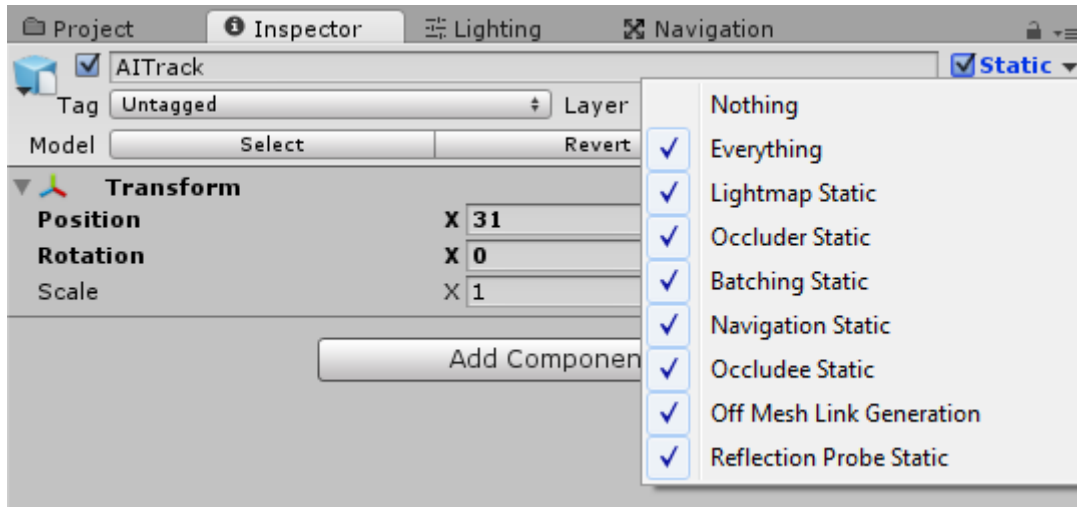 Project Inspector Lighting Navigation
AITrack Static
Tag Untagged Layer
Nothing
Model Select Revert
Everything
Transform
Lightmap Static
Position X 31
Occluder Static
Rotation X 0
Batching Static
Scale X 1
Navigation Static
Add Componen
Occludee Static
Off Mesh Link Generation
Reflection Probe Static